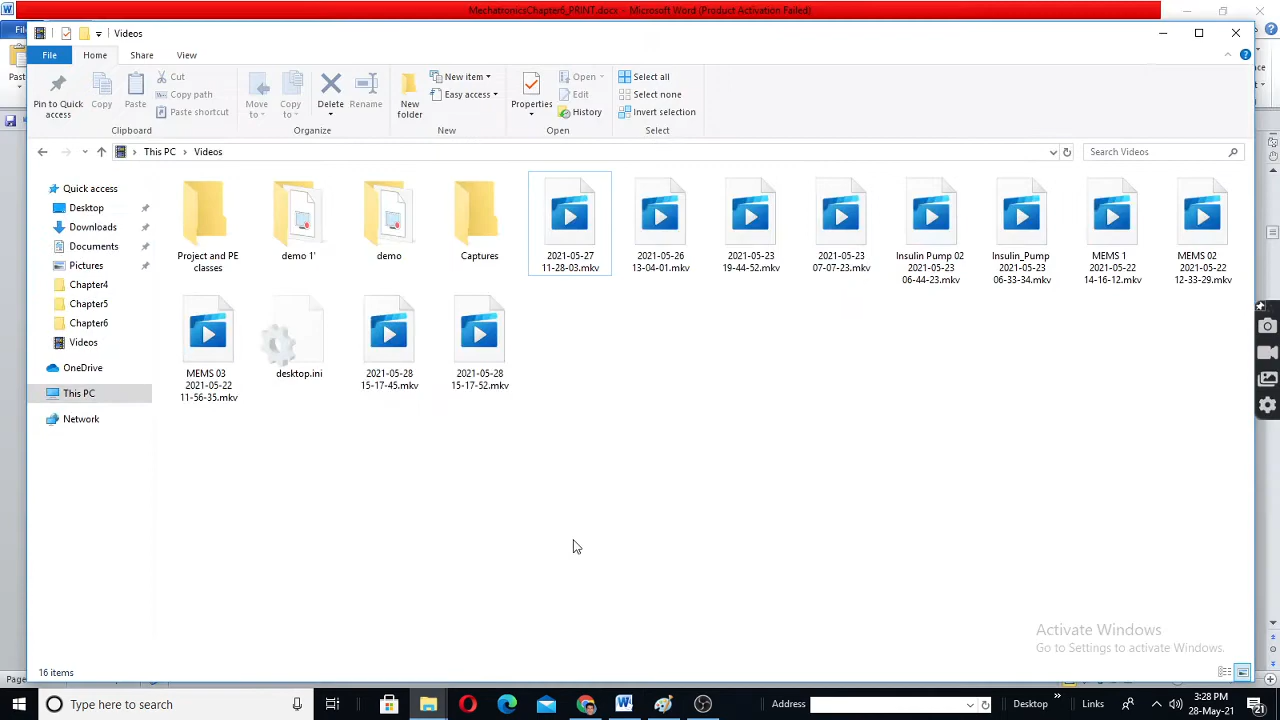 MechatronicsChapter6_PRINT.docx - Microsoft Word (Product Activation Failed)
Videos
File
Home
Share
View
Pin to Quick access
Copy
Paste
Cut
Copy path
Paste shortcut
Clipboard
Move to
Copy to
Delete
Rename
Organize
New folder
New item
Easy access
New
Properties
Open
Edit
History
Open
Select all
Select none
Invert selection
Select
This PC
Videos
Search Videos
Quick access
Desktop
Downloads
Documents
Pictures
Chapter4
Chapter5
Chapter6
Videos
OneDrive
This PC
Network
Project and PE
classes
demo 1'
demo
Captures
2021-05-27
11-28-03.mkv
2021-05-26
13-04-01.mkv
2021-05-23
19-44-52.mkv
2021-05-23
07-07-23.mkv
Insulin Pump 02
2021-05-23
06-44-23.mkv
Insulin_Pump
2021-05-23
06-33-34.mkv
MEMS 1
2021-05-22
14-16-12.mkv
MEMS 02
2021-05-22
12-33-29.mkv
MEMS 03
2021-05-22
11-56-35.mkv
desktop.ini
2021-05-28
15-17-45.mkv
2021-05-28
15-17-52.mkv
Activate Windows
Go to Settings to activate Windows.
16 items
Type here to search
Address
Desktop
Links
3:28 PM
28-May-21